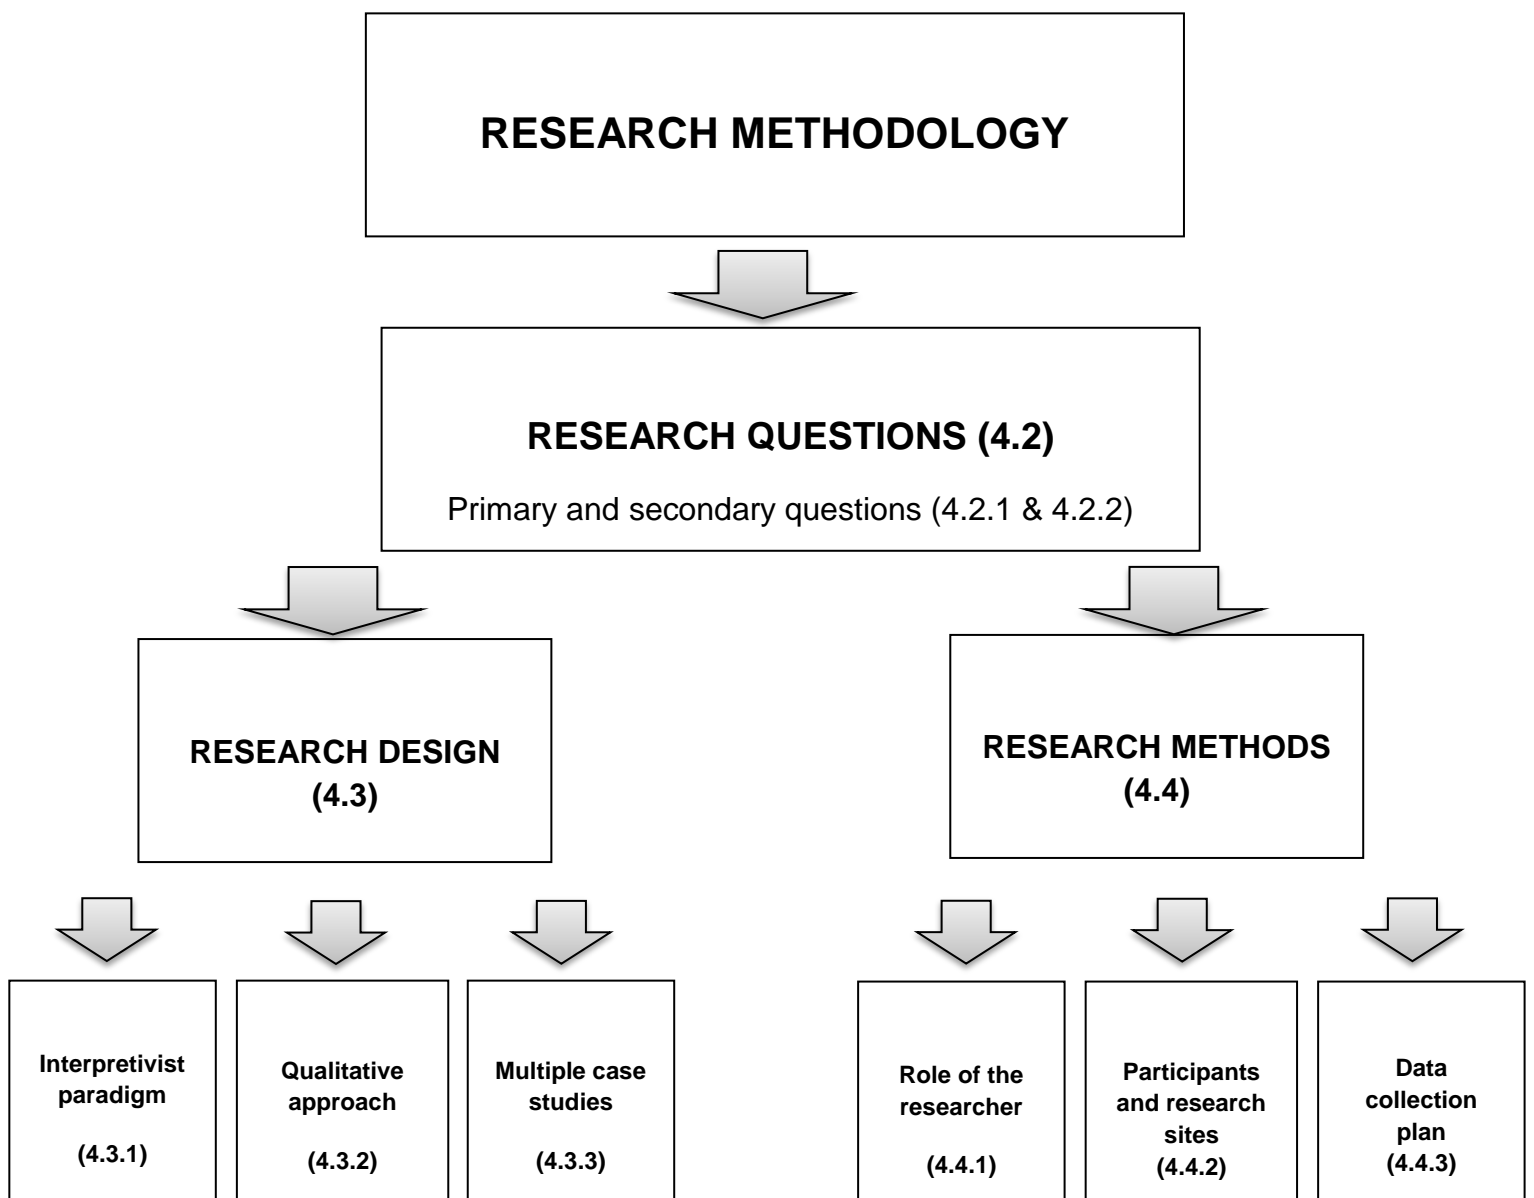 RESEARCH METHODOLOGY
RESEARCH QUESTIONS (4.2)
Primary and secondary questions (4.2.1 & 4.2.2)
RESEARCH DESIGN
(4.3)
RESEARCH METHODS
(4.4)
Interpretivist
paradigm
(4.3.1)
Qualitative
approach
(4.3.2)
Multiple case
studies
(4.3.3)
Role of the
researcher
(4.4.1)
Participants
and research
sites
(4.4.2)
Data
collection
plan
(4.4.3)